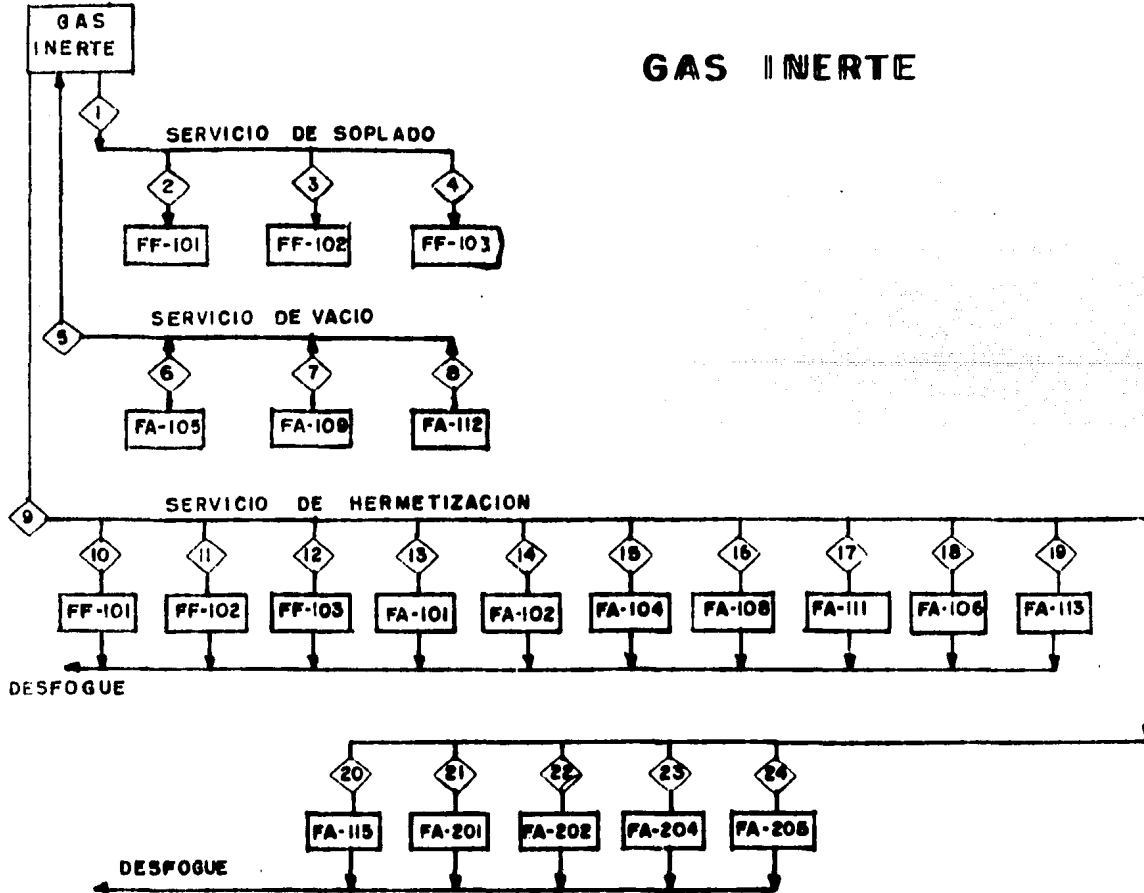 GAS
INERTE
GAS INERTE
1
SERVICIO DE SOPLADO
2 3 4
FF-101 FF-102 FF-103
SERVICIO DE VACIO
5
6 7 8
FA-105 FA-109 FA-112
SERVICIO DE HERMETIZACION
9
10 11 12 13 14 15 16 17 18 19
FF-101 FF-102 FF-103 FA-101 FA-102 FA-104 FA-108 FA-111 FA-106 FA-113
DESFOGUE
20 21 22 23 24
FA-115 FA-201 FA-202 FA-204 FA-205
DESFOGUE